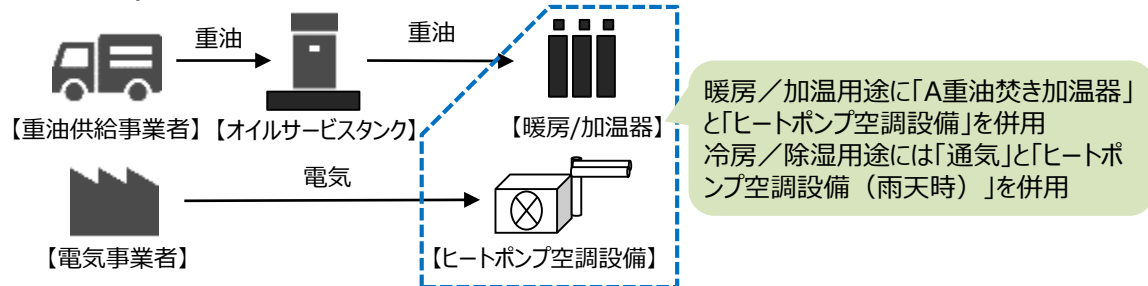 重油
重油
【重油供給事業者】
【オイルサービスタンク】
【暖房/加温器】
暖房／加温用途に「A重油焚き加温器」
と「ヒートポンプ空調設備」を併用
冷房／除湿用途には「通気」と「ヒートポ
ンプ空調設備（雨天時）」を併用
電気
【電気事業者】
【ヒートポンプ空調設備】